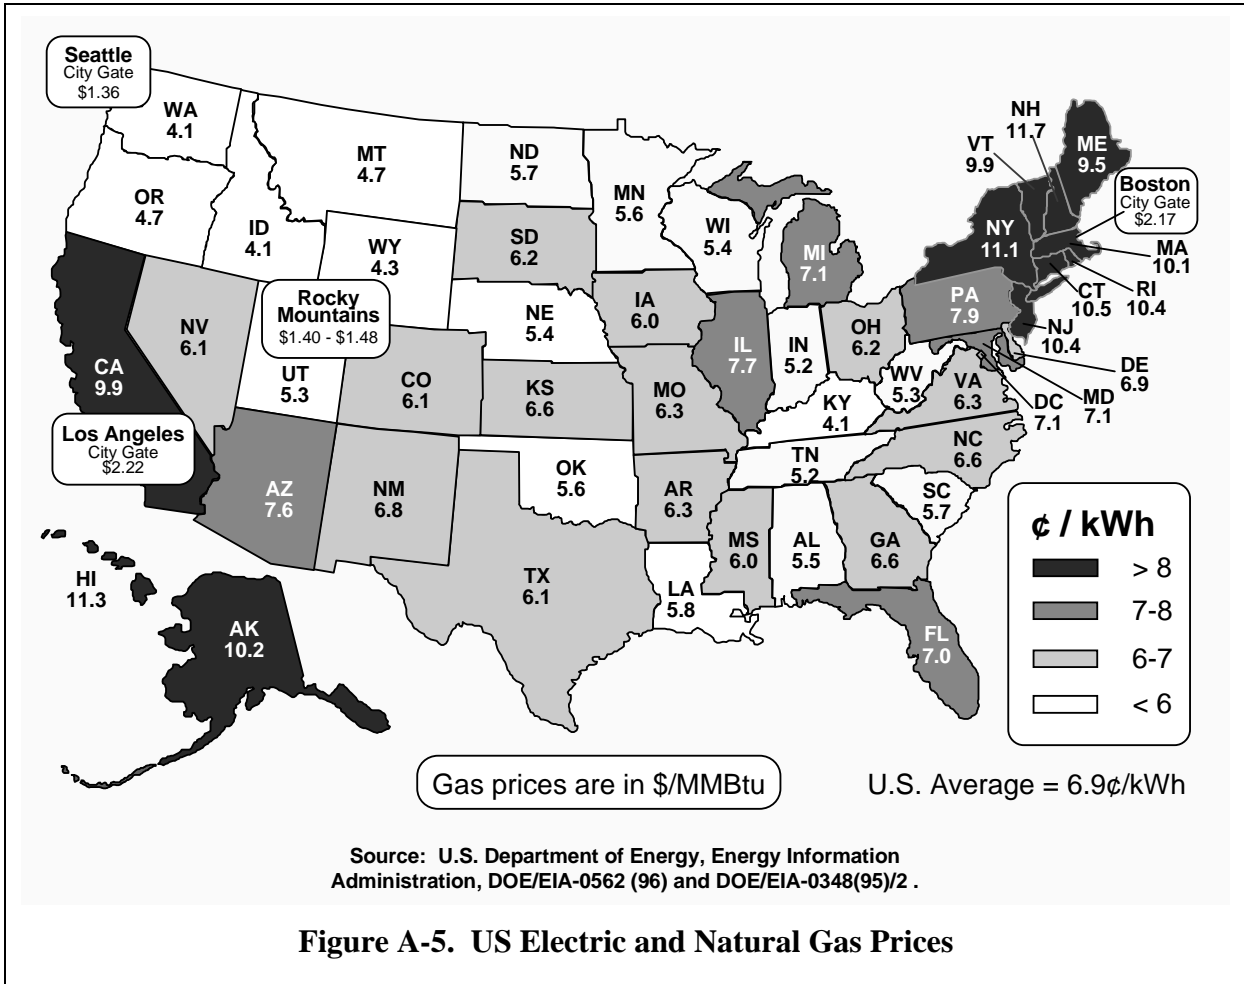 Seattle
City Gate
$1.36
WA
4.1
OR
4.7
ID
4.1
MT
4.7
WY
4.3
ND
5.7
SD
6.2
NE
5.4
MN
5.6
WI
5.4
IA
6.0
MI
7.1
NH
11.7
VT
9.9
ME
9.5
Boston
City Gate
$2.17
NY
11.1
MA
10.1
RI
10.4
CT
10.5
PA
7.9
NJ
10.4
DE
6.9
MD
7.1
DC
7.1
Rocky
Mountains
$1.40 - $1.48
NV
6.1
CA
9.9
UT
5.3
CO
6.1
KS
6.6
MO
6.3
IL
7.7
IN
5.2
OH
6.2
WV
5.3
VA
6.3
KY
4.1
NC
6.6
TN
5.2
SC
5.7
Los Angeles
City Gate
$2.22
AZ
7.6
NM
6.8
OK
5.6
AR
6.3
MS
6.0
AL
5.5
GA
6.6
TX
6.1
LA
5.8
FL
7.0
HI
11.3
AK
10.2
¢ / kWh
> 8
7-8
6-7
< 6
Gas prices are in $/MMBtu
U.S. Average = 6.9¢/kWh
Source: U.S. Department of Energy, Energy Information
Administration, DOE/EIA-0562 (96) and DOE/EIA-0348(95)/2 .
Figure A-5. US Electric and Natural Gas Prices